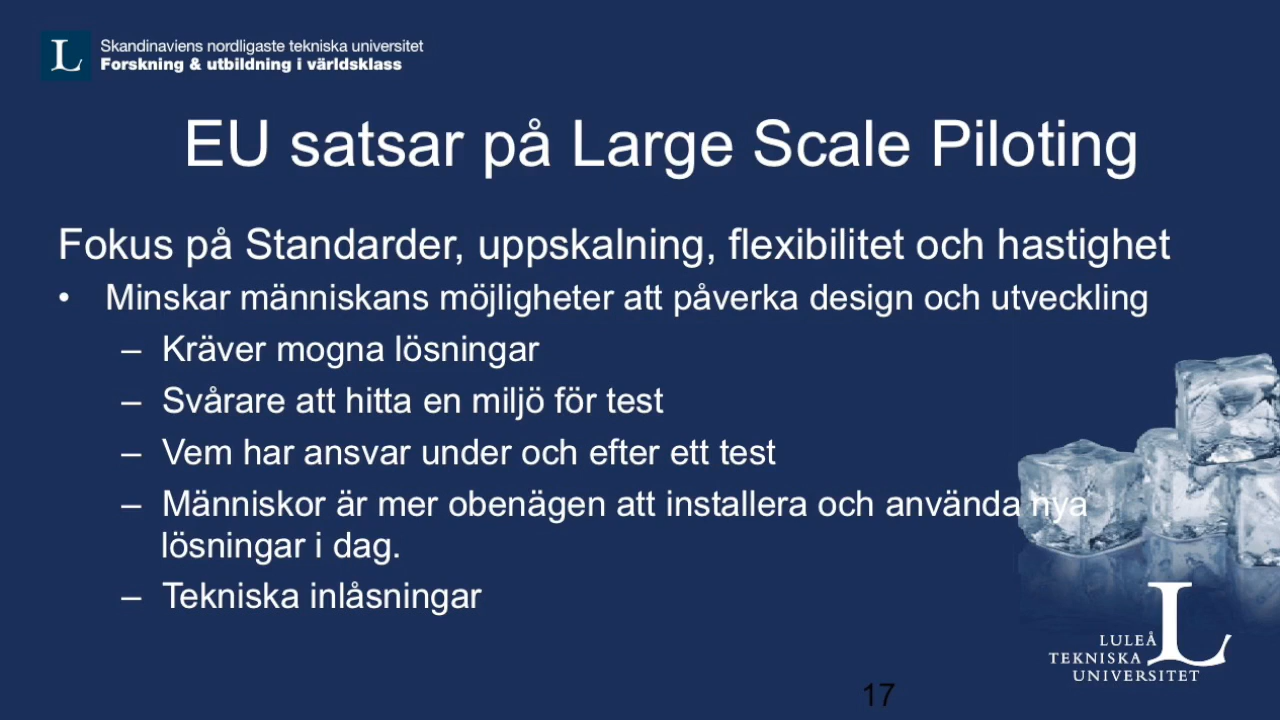 L
Skandinaviens nordligaste tekniska universitet
Forskning & utbildning i världsklass
EU satsar på Large Scale Piloting
Fokus på Standarder, uppskalning, flexibilitet och hastighet
• Minskar människans möjligheter att påverka design och utveckling
– Kräver mogna lösningar
– Svårare att hitta en miljö för test
– Vem har ansvar under och efter ett test
– Människor är mer obenägen att installera och använda nya
lösningar i dag.
– Tekniska inlåsningar
L
LULEÅ
TEKNISKA
UNIVERSITET
17